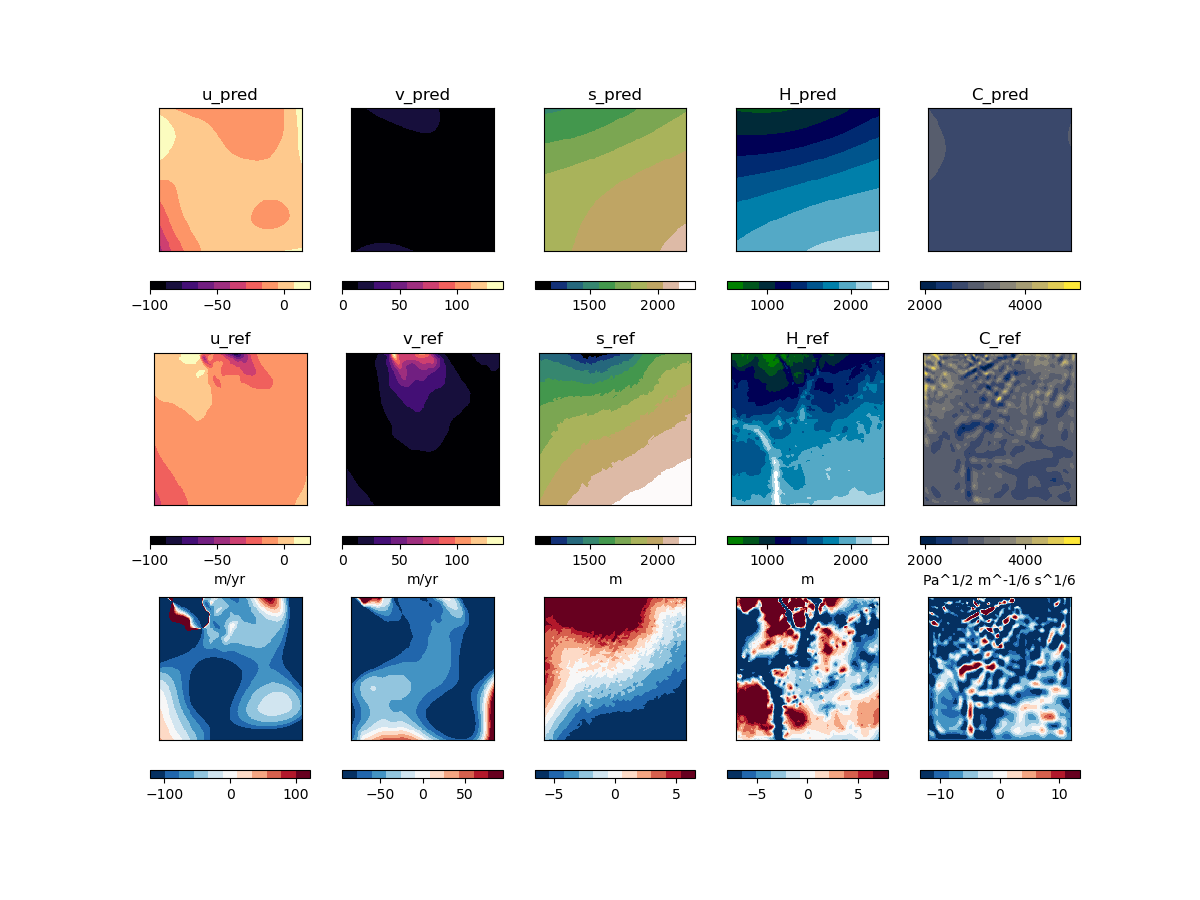 u_pred v_pred s_pred H_pred C_pred
−100 −50 0 0 50 100 1500 2000 1000 2000 2000 4000
u_ref v_ref s_ref H_ref C_ref
−100 −50 0 0 50 100 1500 2000 1000 2000 2000 4000
m/yr m/yr m m Pa^1/2 m^-1/6 s^1/6
−100 0 100 −50 0 50 −5 0 5 −5 0 5 −10 0 10